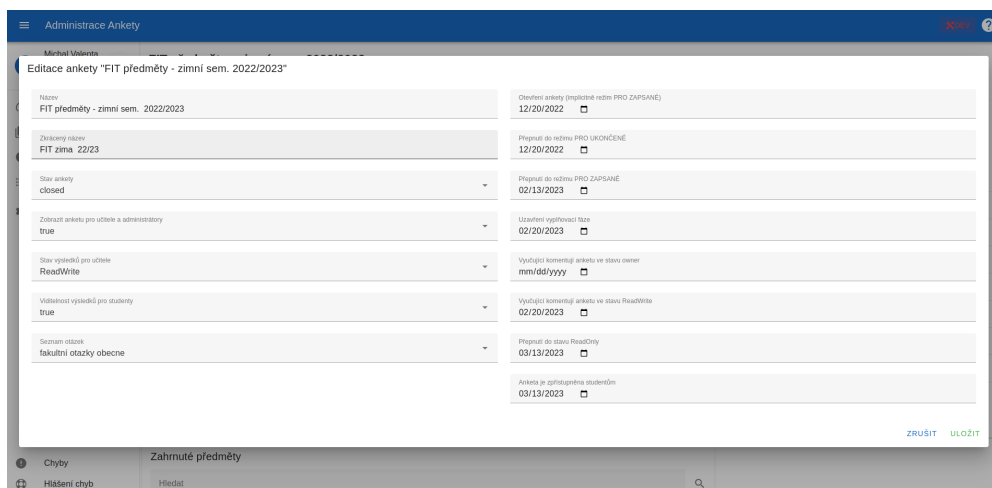 Administrace Ankety
Michal Valenta
Editace ankety "FIT předměty - zimní sem. 2022/2023"
Název
FIT předměty - zimní sem.  2022/2023
Otevření ankety (implicitně režim PRO ZAPSANÉ)
12/20/2022
Zkrácený název
FIT zima  22/23
Přepnutí do režimu PRO UKONČENÉ
12/20/2022
Stav ankety
closed
Přepnutí do režimu PRO ZAPSANÉ
02/13/2023
Zobrazit anketu pro učitele a administrátory
true
Uzavření vyplňovací fáze
02/20/2023
Stav výsledků pro učitele
ReadWrite
Vyučující komentují anketu ve stavu owner
mm/dd/yyyy
Viditelnost výsledků pro studenty
true
Vyučující komentují anketu ve stavu ReadWrite
02/20/2023
Seznam otázek
fakultní otazky obecne
Přepnutí do stavu ReadOnly
03/13/2023
Anketa je zpřístupněna studentům
03/13/2023
ZRUŠIT ULOŽIT
Chyby
Zahrnuté předměty
Hlášení chyb
Hledat